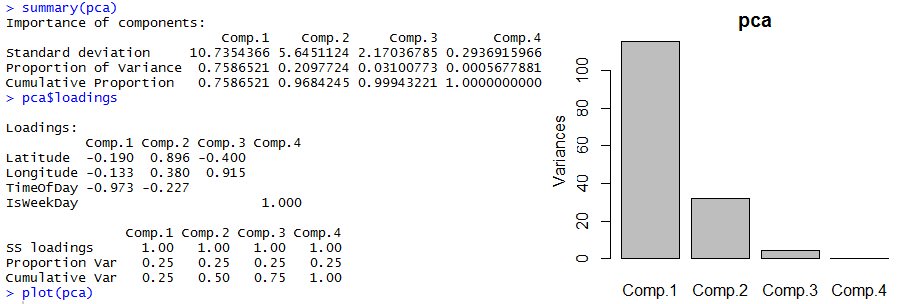 > summary(pca)
Importance of components:
                          Comp.1    Comp.2     Comp.3       Comp.4
Standard deviation     10.7354366 5.6451124 2.17036785 0.2936915966
Proportion of Variance  0.7586521 0.2097724 0.03100773 0.0005677881
Cumulative Proportion   0.7586521 0.9684245 0.99943221 1.0000000000
> pca$loadings
Loadings:
          Comp.1 Comp.2 Comp.3 Comp.4
Latitude  -0.190  0.896 -0.400
Longitude -0.133  0.380  0.915
TimeOfDay -0.973 -0.227
IsWeekDay                       1.000
               Comp.1 Comp.2 Comp.3 Comp.4
SS loadings      1.00   1.00   1.00   1.00
Proportion Var   0.25   0.25   0.25   0.25
Cumulative Var   0.25   0.50   0.75   1.00
> plot(pca)
pca
Variances
100
80
60
40
20
0
Comp.1 Comp.2 Comp.3 Comp.4